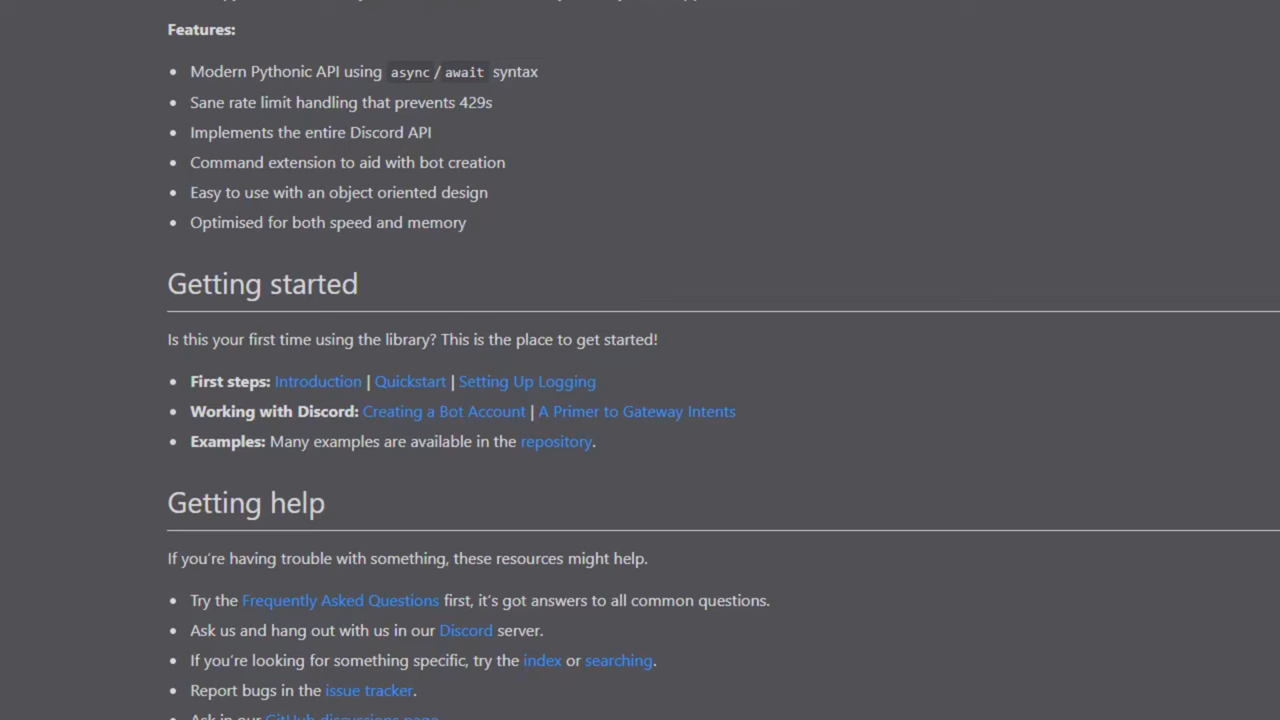 Features:
Modern Pythonic API using async/await syntax
Sane rate limit handling that prevents 429s
Implements the entire Discord API
Command extension to aid with bot creation
Easy to use with an object oriented design
Optimised for both speed and memory
Getting started
Is this your first time using the library? This is the place to get started!
First steps: Introduction | Quickstart | Setting Up Logging
Working with Discord: Creating a Bot Account | A Primer to Gateway Intents
Examples: Many examples are available in the repository.
Getting help
If you're having trouble with something, these resources might help.
Try the Frequently Asked Questions first, it's got answers to all common questions.
Ask us and hang out with us in our Discord server.
If you're looking for something specific, try the index or searching.
Report bugs in the issue tracker.
Ask in our GitHub discussions page.